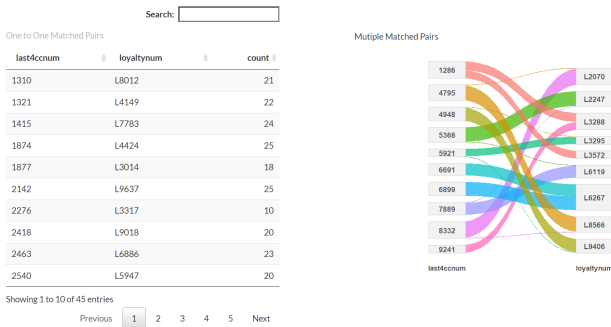 Search:
One to One Matched Pairs
last4ccnum loyaltynum count
1310 L8012 21
1321 L4149 22
1415 L7783 24
1874 L4424 25
1877 L3014 18
2142 L9637 25
2276 L3317 10
2418 L9018 20
2463 L6886 23
2540 L5947 20
Showing 1 to 10 of 45 entries
Previous 1 2 3 4 5 Next
Mutiple Matched Pairs
1286
4795
4948
5368
5921
6691
6899
7889
8332
9241
last4ccnum
L2070
L2247
L3288
L3295
L3572
L6119
L6267
L8566
L9406
loyaltynum